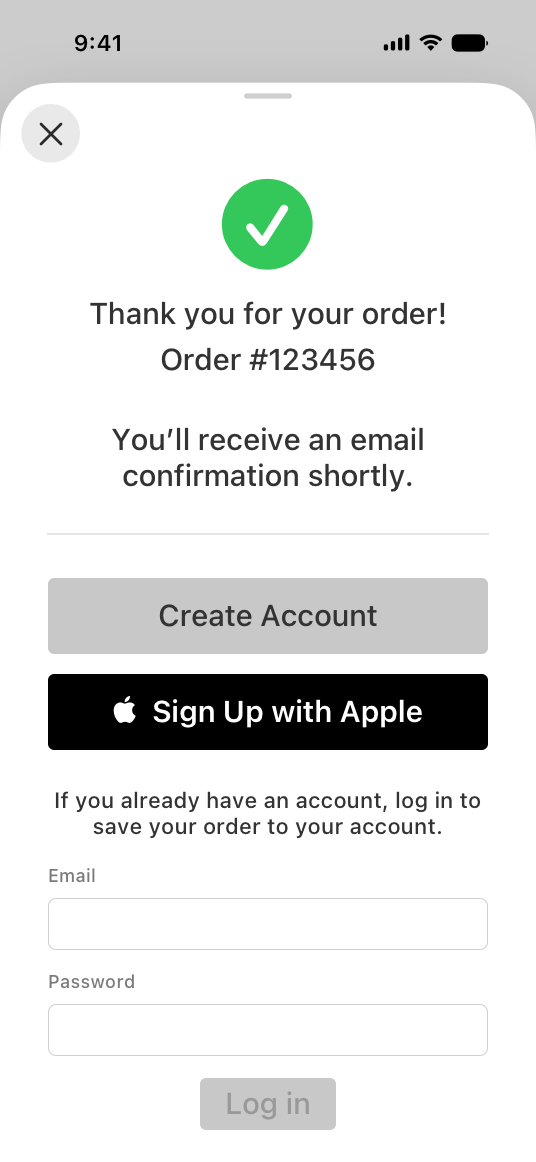 9:41
Thank you for your order!
Order #123456
You’ll receive an email
confirmation shortly.
Create Account
Sign Up with Apple
If you already have an account, log in to
save your order to your account.
Email
Password
Log in